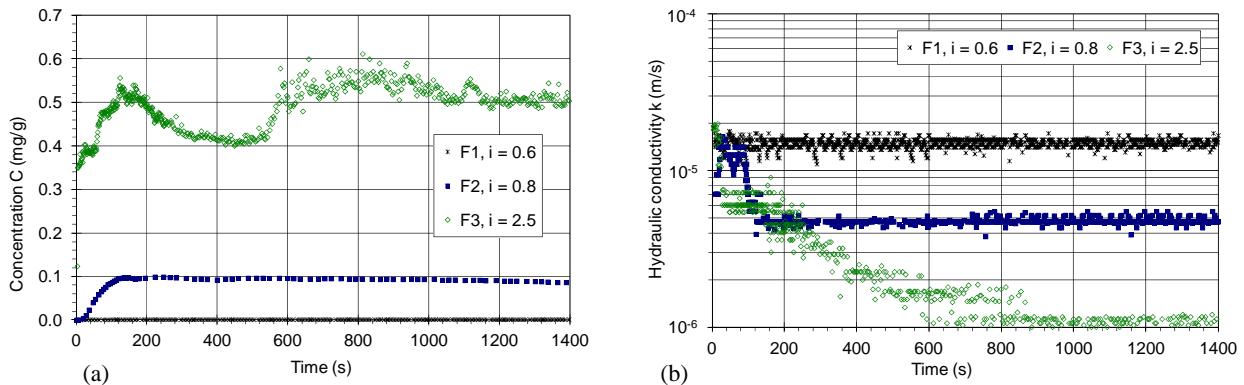 0.7
0.6
0.5
0.4
0.3
0.2
0.1
0.0
Concentration C (mg/g)
F1, i = 0.6
F2, i = 0.8
F3, i = 2.5
0 200 400 600 800 1000 1200 1400
Time (s)
(a)
10-4
10-5
10-6
Hydraulic conductivity k (m/s)
F1, i = 0.6 F2, i = 0.8 F3, i = 2.5
0 200 400 600 800 1000 1200 1400
Time (s)
(b)